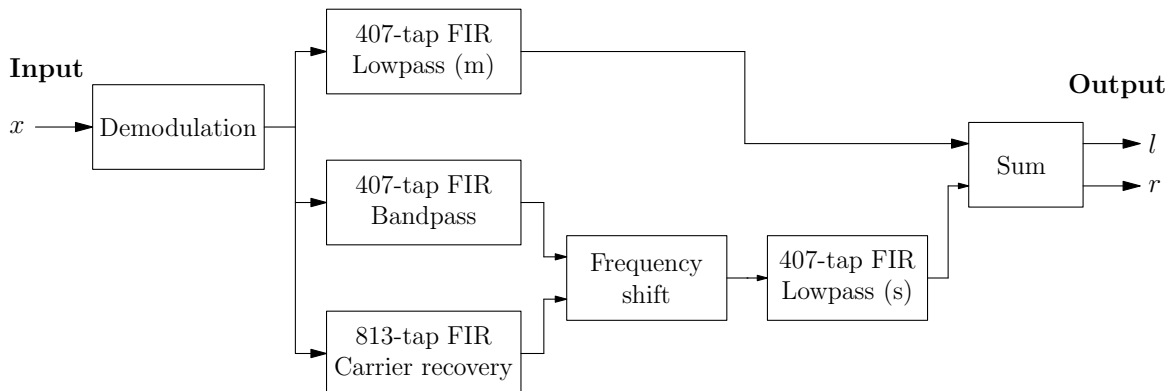 Input
x
Demodulation
407-tap FIR
Lowpass (m)
407-tap FIR
Bandpass
813-tap FIR
Carrier recovery
Frequency
shift
407-tap FIR
Lowpass (s)
Sum
Output
l
r